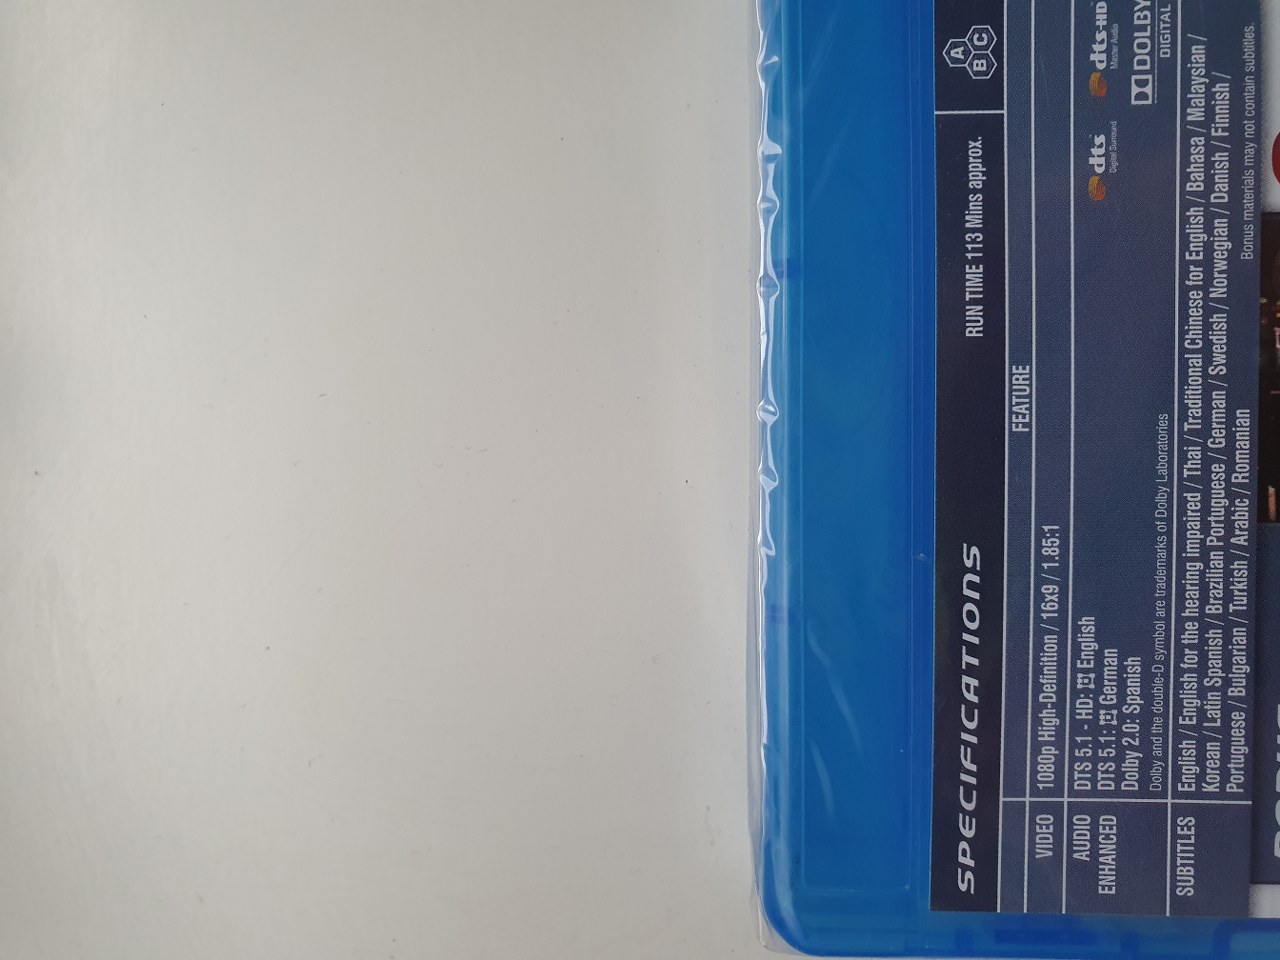 SPECIFICATIONS
RUN TIME 113 Mins approx.
A
B C
FEATURE
VIDEO
1080p High-Definition / 16x9 / 1.85:1
AUDIO
ENHANCED
DTS 5.1 - HD: English
DTS 5.1: German
Dolby 2.0: Spanish
dts
Digital Surround
dts-HD
Master Audio
DOLBY
DIGITAL
Dolby and the double-D symbol are trademarks of Dolby Laboratories
SUBTITLES
English / English for the hearing impaired / Thai / Traditional Chinese for English / Bahasa / Malaysian /
Korean / Latin Spanish / Brazilian Portuguese / German / Swedish / Norwegian / Danish / Finnish /
Portuguese / Bulgarian / Turkish / Arabic / Romanian
Bonus materials may not contain subtitles.